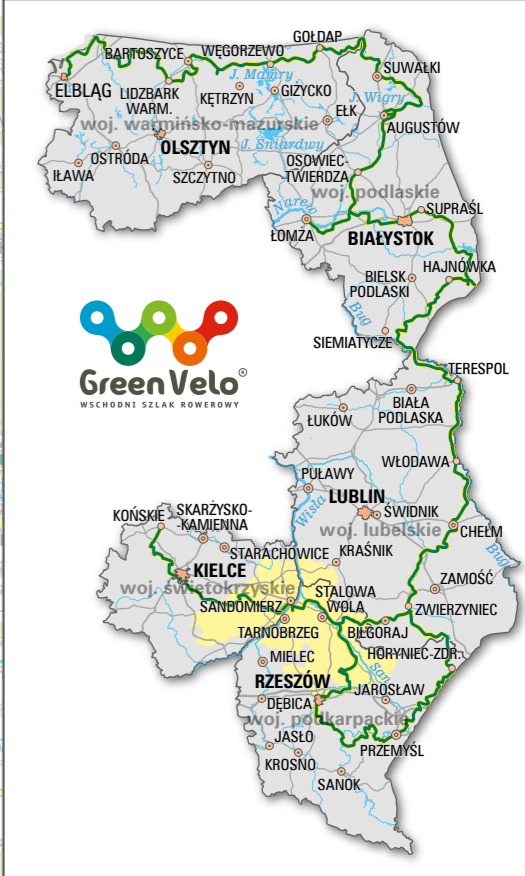 GOŁDAP
BARTOSZYCE
WĘGORZEWO
SUWAŁKI
J. Mamry
ELBLĄG
LIDZBARK
WARM.
KĘTRZYN
GIŻYCKO
J. Wigry
EŁK
AUGUSTÓW
woj. warmińsko-mazurskie
OSTRÓDA
OLSZTYN
J. Śniardwy
IŁAWA
SZCZYTNO
OSOWIEC-
TWIERDZA
woj. podlaskie
Narew
SUPRAŚL
ŁOMŻA
BIAŁYSTOK
HAJNÓWKA
BIELSK
PODLASKI
Bug
SIEMIATYCZE
Green Velo®
WSCHODNI SZLAK ROWEROWY
TERESPOL
BIAŁA
PODLASKA
ŁUKÓW
WŁODAWA
PUŁAWY
LUBLIN
ŚWIDNIK
Wisła
woj. lubelskie
CHEŁM
Bug
KOŃSKIE
SKARŻYSKO-
KAMIENNA
STARACHOWICE
KRAŚNIK
KIELCE
ZAMOŚĆ
woj. świetokrzyskie
STALOWA
WOLA
SANDOMIERZ
ZWIERZYNIEC
TARNOBRZEG
BIŁGORAJ
HORYNIEC-ZDR.
MIELEC
San
RZESZÓW
JAROSŁAW
DĘBICA
woj. podkarpackie
JASŁO
PRZEMYŚL
KROSNO
SANOK